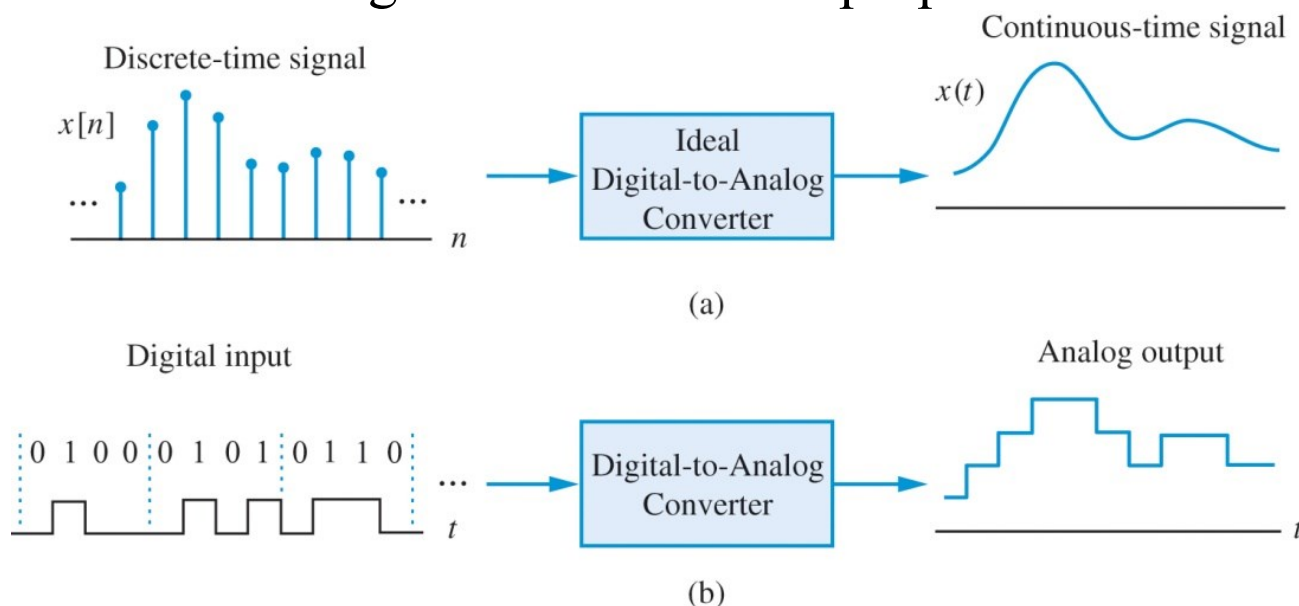 Discrete-time signal
x[n]
...
...
n
Ideal
Digital-to-Analog
Converter
Continuous-time signal
x(t)
(a)
Digital input
0 1 0 0 0 1 0 1 0 1 1 0
...
t
Digital-to-Analog
Converter
Analog output
t
(b)